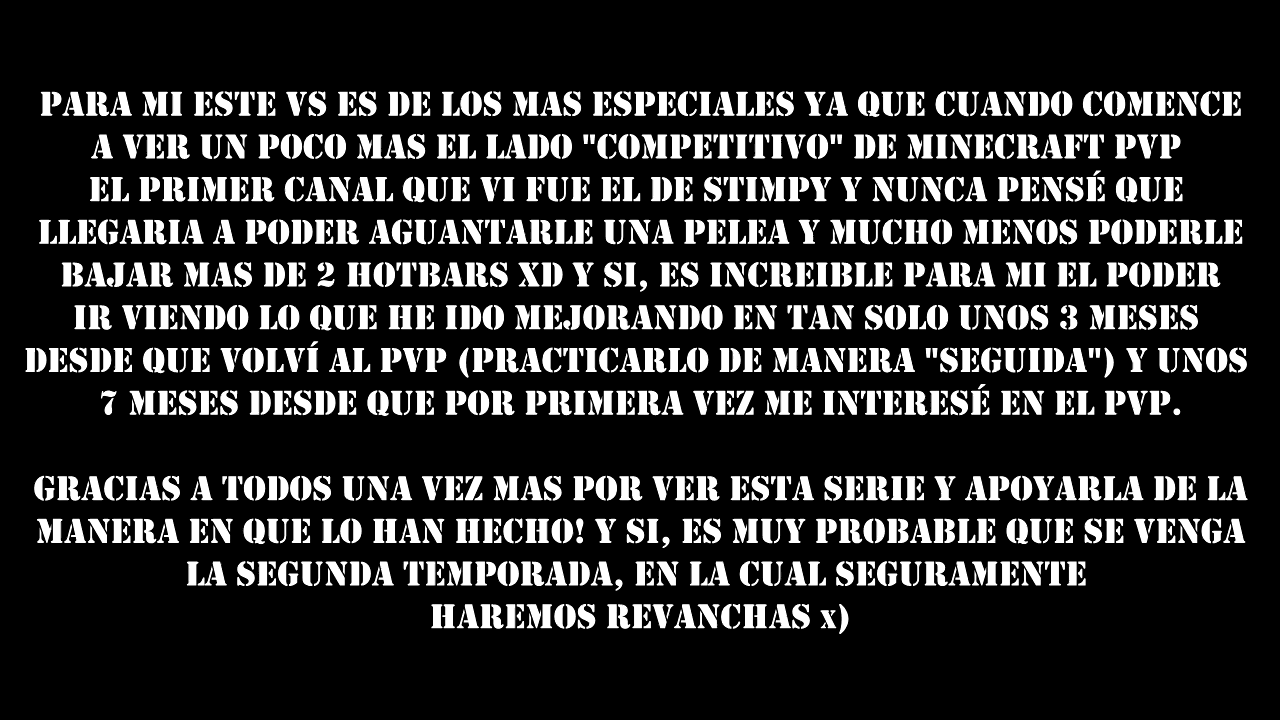 PARA MI ESTE VS ES DE LOS MAS ESPECIALES YA QUE CUANDO COMENCE
A VER UN POCO MAS EL LADO "COMPETITIVO" DE MINECRAFT PVP
EL PRIMER CANAL QUE VI FUE EL DE STIMPY Y NUNCA PENSÉ QUE
LLEGARIA A PODER AGUANTARLE UNA PELEA Y MUCHO MENOS PODERLE
BAJAR MAS DE 2 HOTBARS XD Y SI, ES INCREIBLE PARA MI EL PODER
IR VIENDO LO QUE HE IDO MEJORANDO EN TAN SOLO UNOS 3 MESES
DESDE QUE VOLVÍ AL PVP (PRACTICARLO DE MANERA "SEGUIDA") Y UNOS
7 MESES DESDE QUE POR PRIMERA VEZ ME INTERESÉ EN EL PVP.
GRACIAS A TODOS UNA VEZ MAS POR VER ESTA SERIE Y APOYARLA DE LA
MANERA EN QUE LO HAN HECHO! Y SI, ES MUY PROBABLE QUE SE VENGA
LA SEGUNDA TEMPORADA, EN LA CUAL SEGURAMENTE
HAREMOS REVANCHAS x)